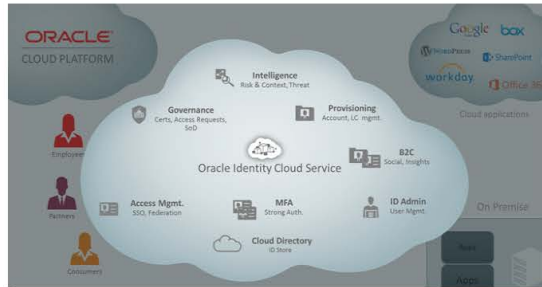 ORACLE
CLOUD PLATFORM
Google
box
WORDPRESS
SharePoint
workday.
Office 36
Cloud applications
Intelligence
Risk & Context, Threat
Governance
Certs, Access Requests,
SoD
Provisioning
Account, LC mgmt.
Employees
Oracle Identity Cloud Service
B2C
Social, Insights
Access Mgmt.
SSO, Federation
MFA
Strong Auth.
ID Admin
User Mgmt.
Partners
On Premise
Cloud Directory
ID Store
Consumers
Apps